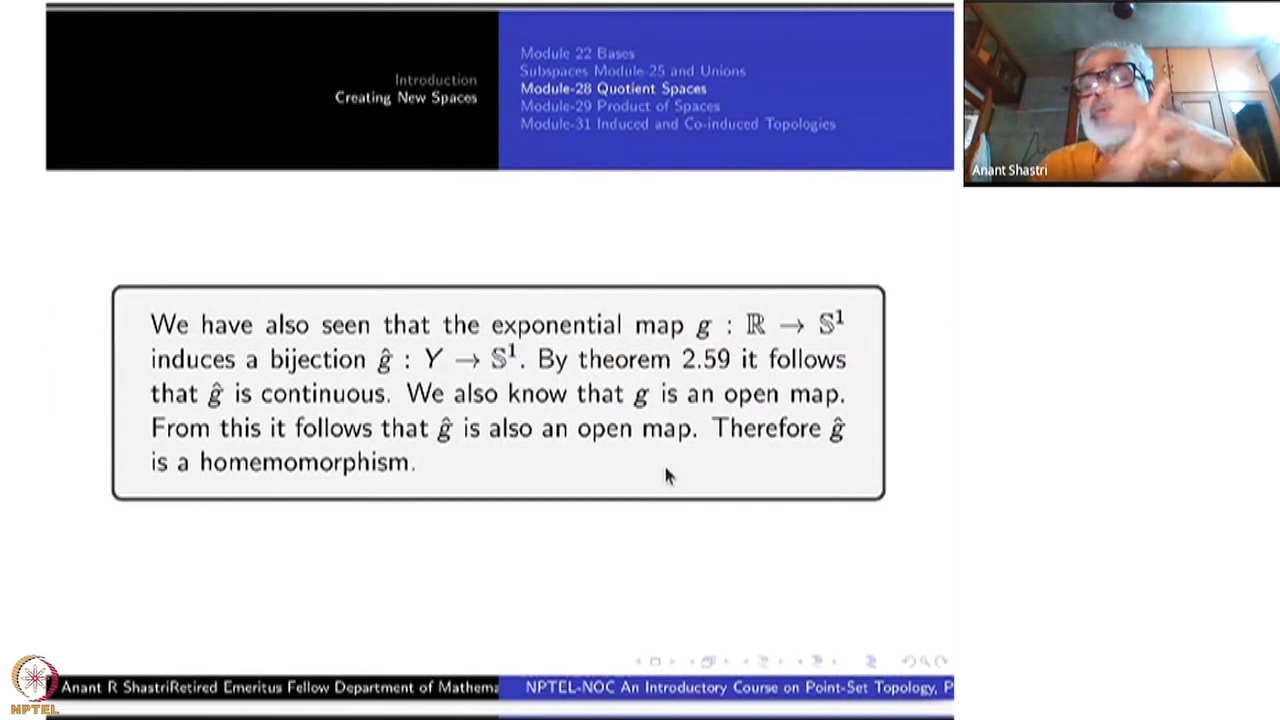 Introduction
Creating New Spaces
Module 22 Bases
Subspaces Module 25 and Unions
Module-28 Quotient Spaces
Module-29 Product of Spaces
Module-31 Induced and Co-induced Topologies
Anant Shastri
We have also seen that the exponential map g : ℝ → 𝕊¹
induces a bijection ĝ : Y → 𝕊¹. By theorem 2.59 it follows
that ĝ is continuous. We also know that g is an open map.
From this it follows that ĝ is also an open map. Therefore ĝ
is a homemomorphism.
NPTEL
Anant R ShastriRetired Emeritus Fellow Department of Mathema
NPTEL-NOC An Introductory Course on Point-Set Topology, P